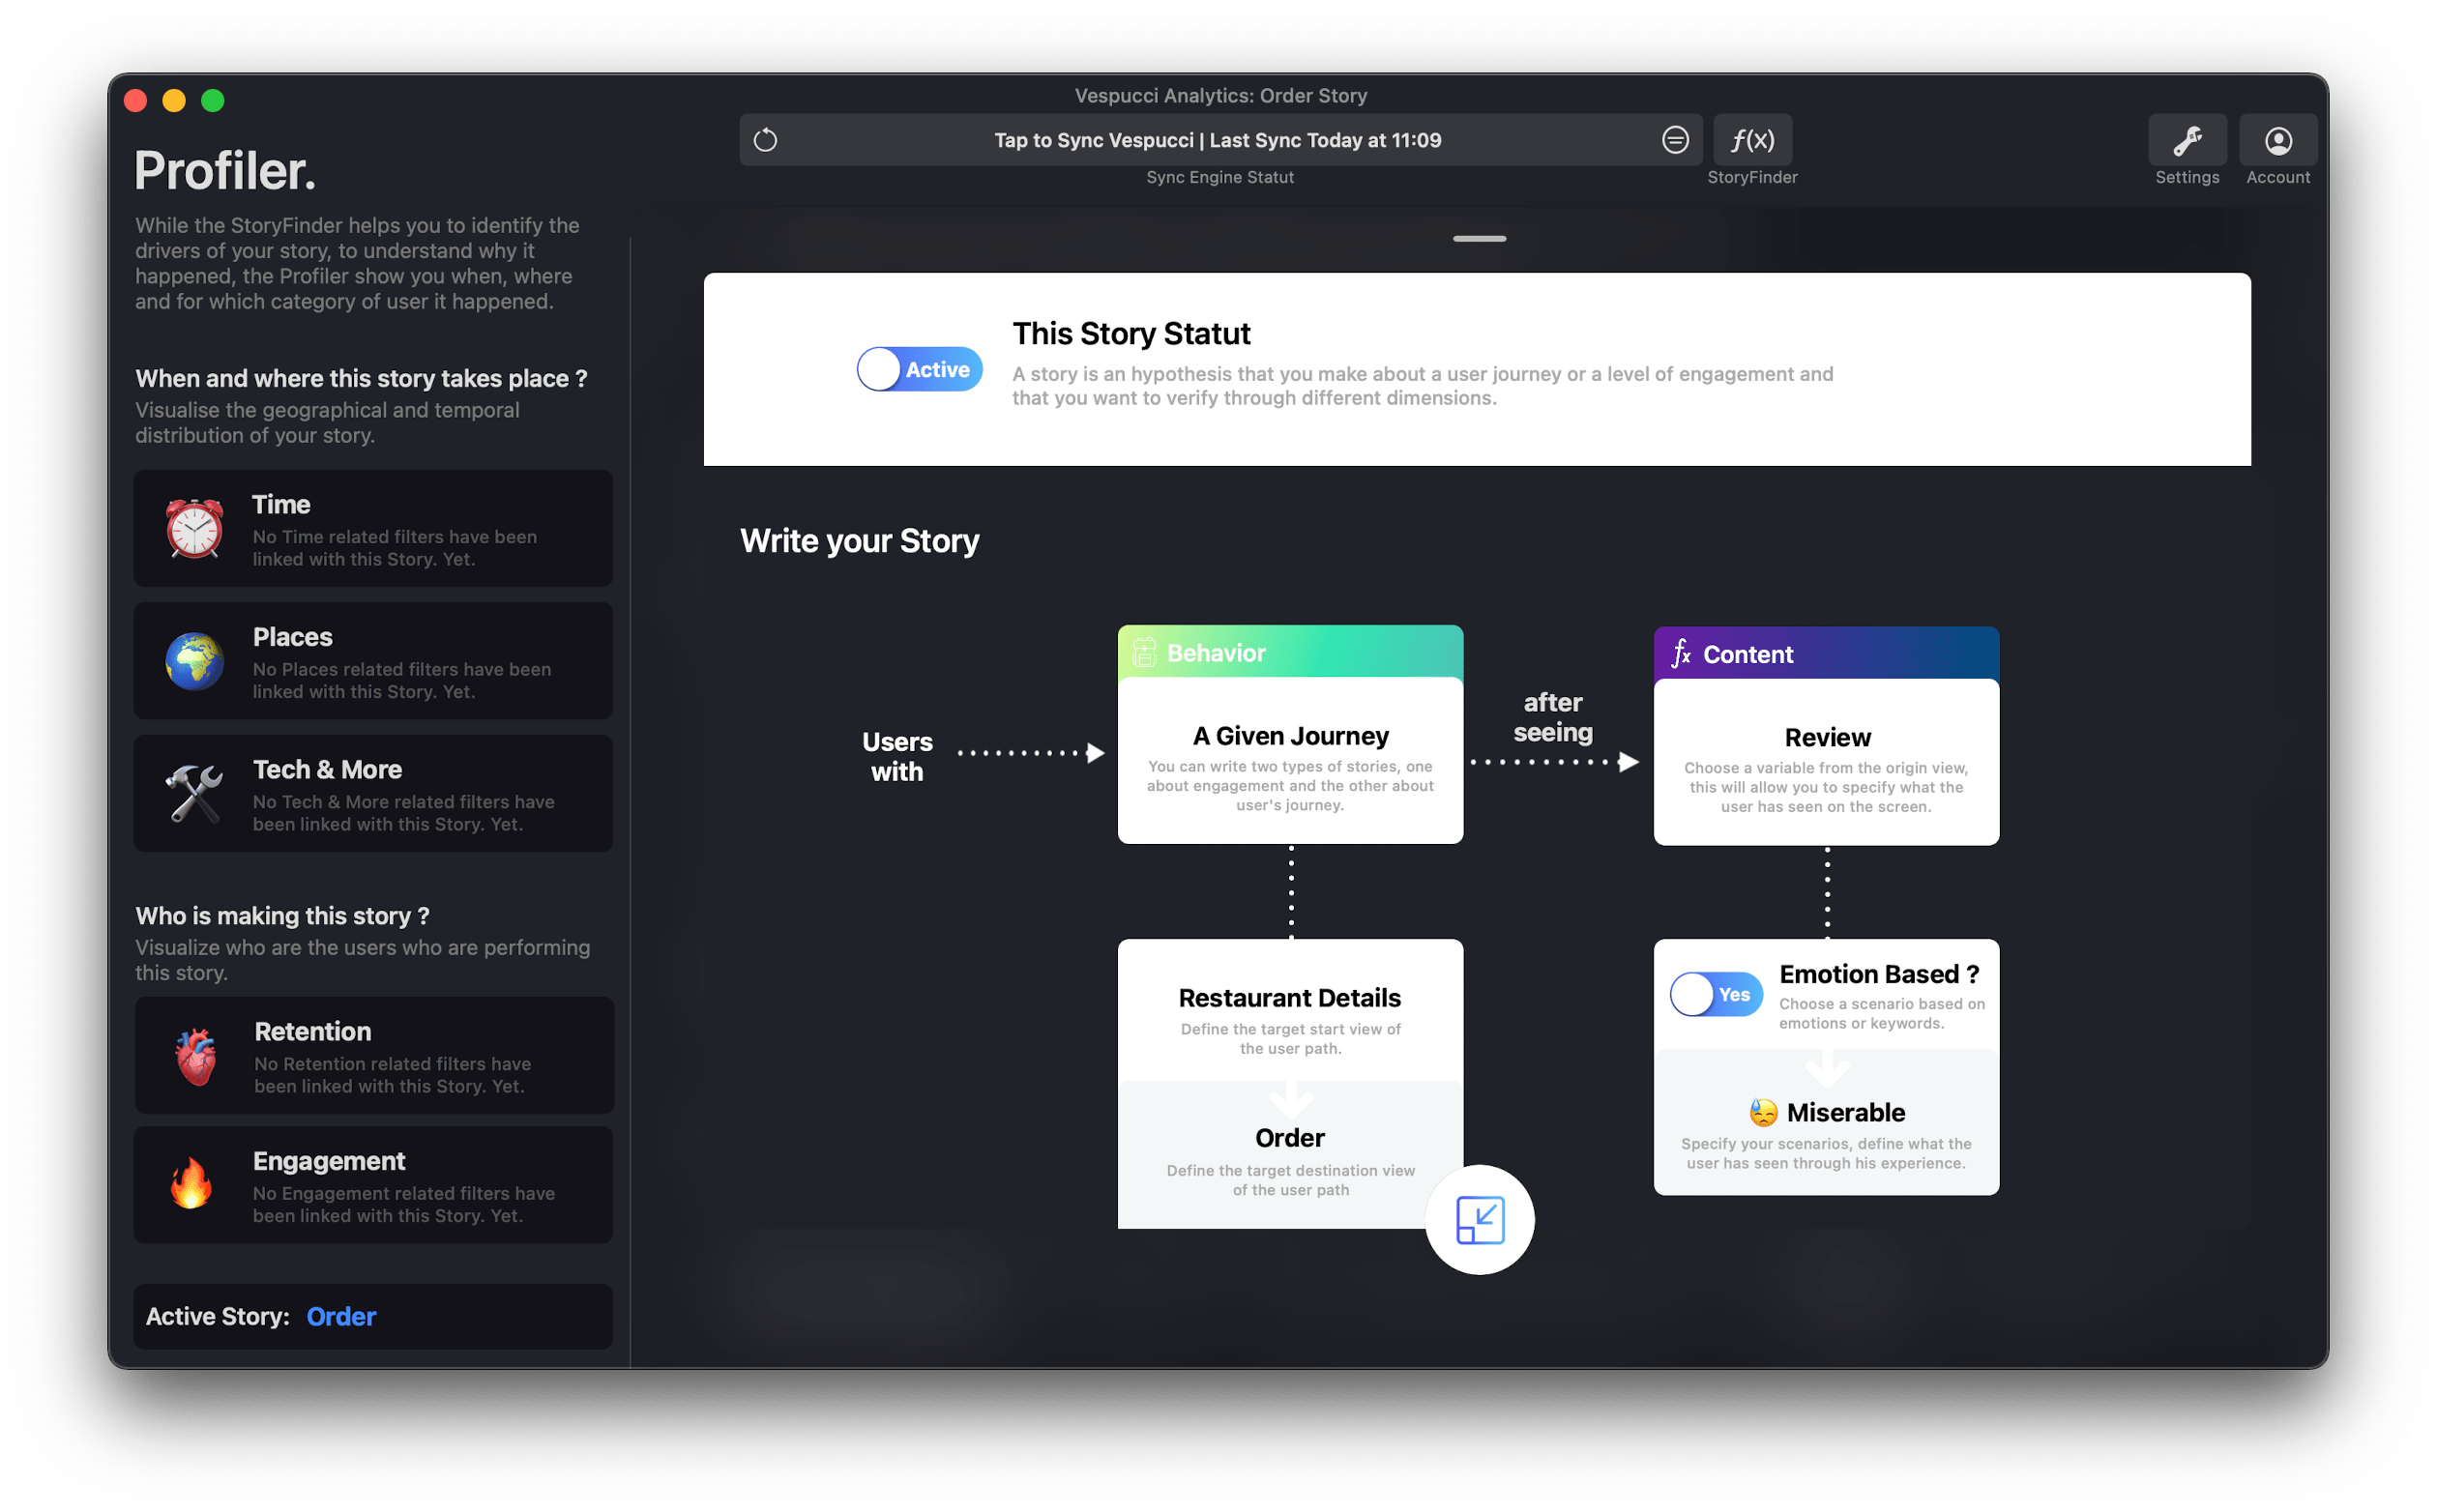 Vespucci Analytics: Order Story
Tap to Sync Vespucci | Last Sync Today at 11:09
Sync Engine Statut
ƒ(x)
StoryFinder
Settings
Account
Profiler.
While the StoryFinder helps you to identify the
drivers of your story, to understand why it
happened, the Profiler show you when, where
and for which category of user it happened.
When and where this story takes place ?
Visualise the geographical and temporal
distribution of your story.
Time
No Time related filters have been
linked with this Story. Yet.
Places
No Places related filters have been
linked with this Story. Yet.
Tech & More
No Tech & More related filters have
been linked with this Story. Yet.
Who is making this story ?
Visualize who are the users who are performing
this story.
Retention
No Retention related filters have
been linked with this Story. Yet.
Engagement
No Engagement related filters have
been linked with this Story. Yet.
Active Story: Order
This Story Statut
Active
A story is an hypothesis that you make about a user journey or a level of engagement and
that you want to verify through different dimensions.
Write your Story
Users
with
Behavior
A Given Journey
You can write two types of stories, one
about engagement and the other about
user's journey.
after
seeing
ƒx Content
Review
Choose a variable from the origin view,
this will allow you to specify what the
user has seen on the screen.
Restaurant Details
Define the target start view of
the user path.
Order
Define the target destination view
of the user path
Yes
Emotion Based ?
Choose a scenario based on
emotions or keywords.
😓 Miserable
Specify your scenarios, define what the
user has seen through his experience.